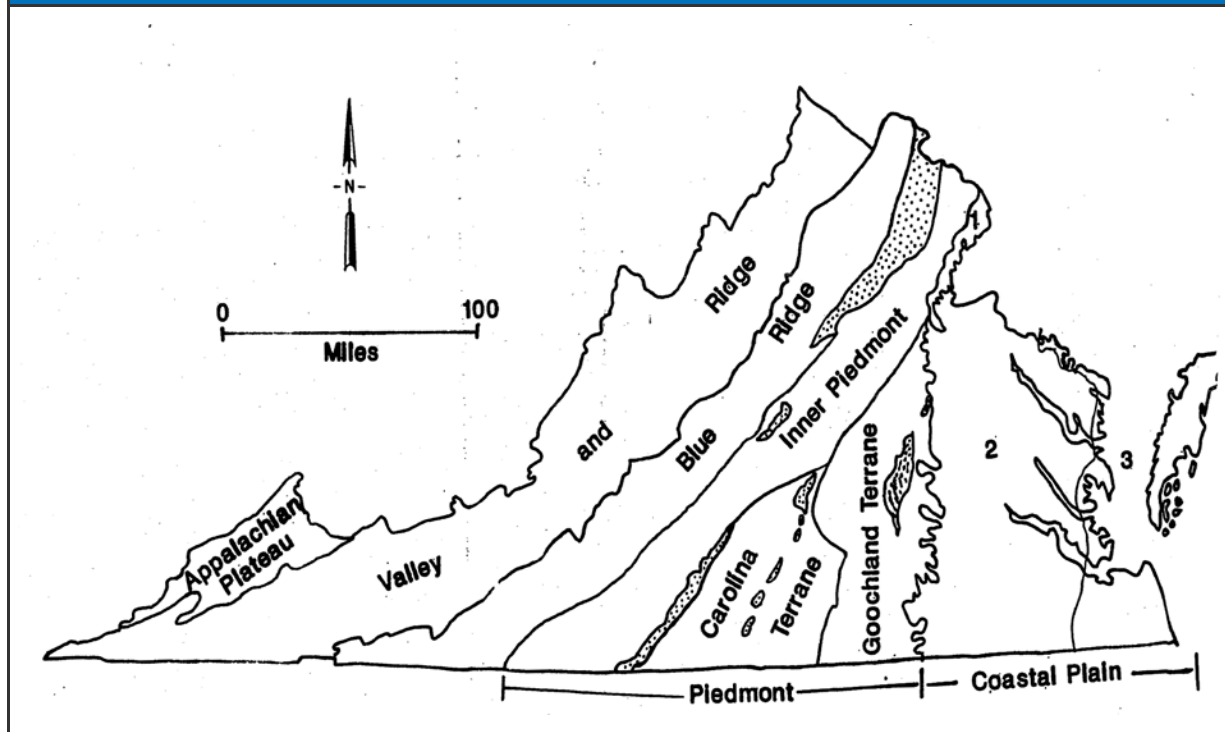 -N-
0 100
Miles
Appalachian
Plateau
Valley
and
Ridge
Blue
Ridge
Inner Piedmont
Carolina
Terrane
Goochland Terrane
1
2
3
Piedmont
Coastal Plain